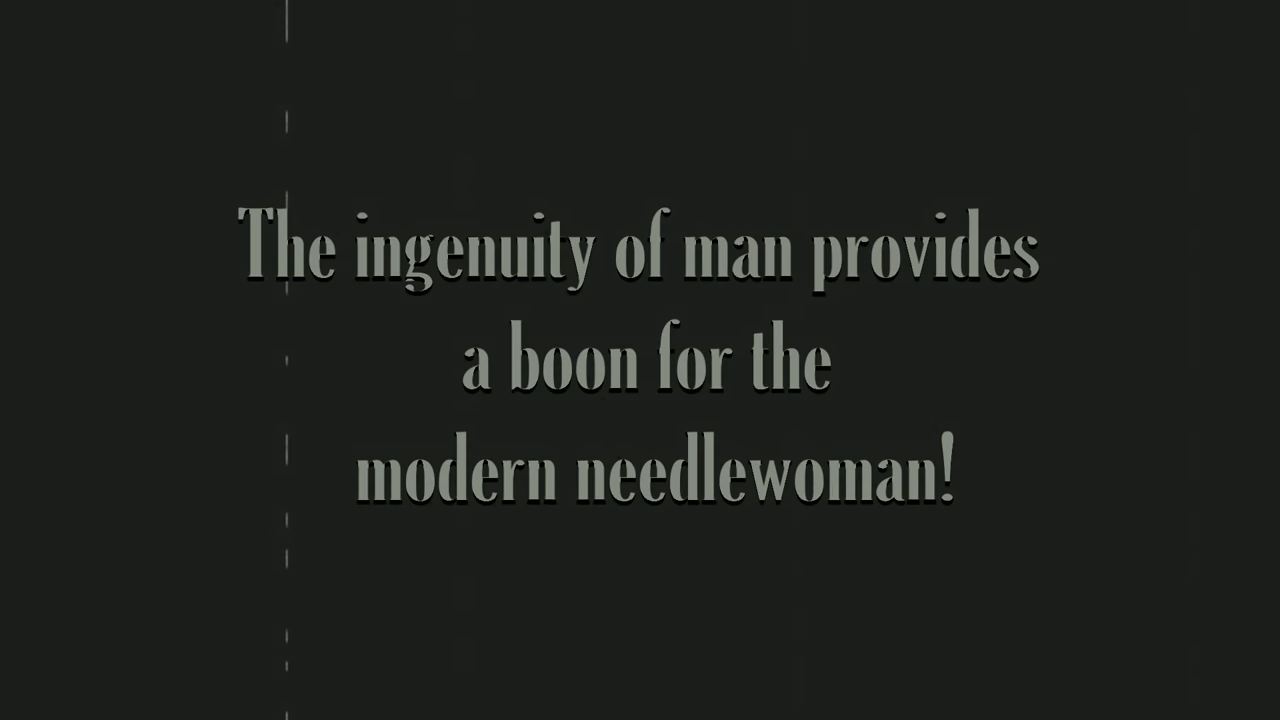 The ingenuity of man provides
a boon for the
modern needlewoman!